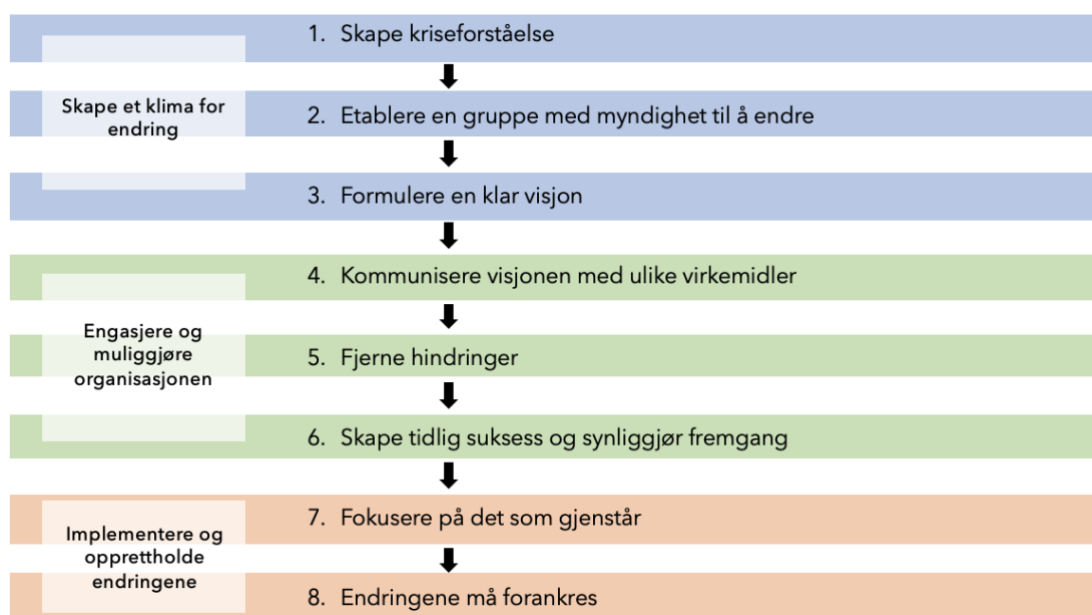 1. Skape kriseforståelse
Skape et klima for
endring
2. Etablere en gruppe med myndighet til å endre
3. Formulere en klar visjon
4. Kommunisere visjonen med ulike virkemidler
Engasjere og
muliggjøre
organisasjonen
5. Fjerne hindringer
6. Skape tidlig suksess og synliggjør fremgang
7. Fokusere på det som gjenstår
Implementere og
opprettholde
endringene
8. Endringene må forankres